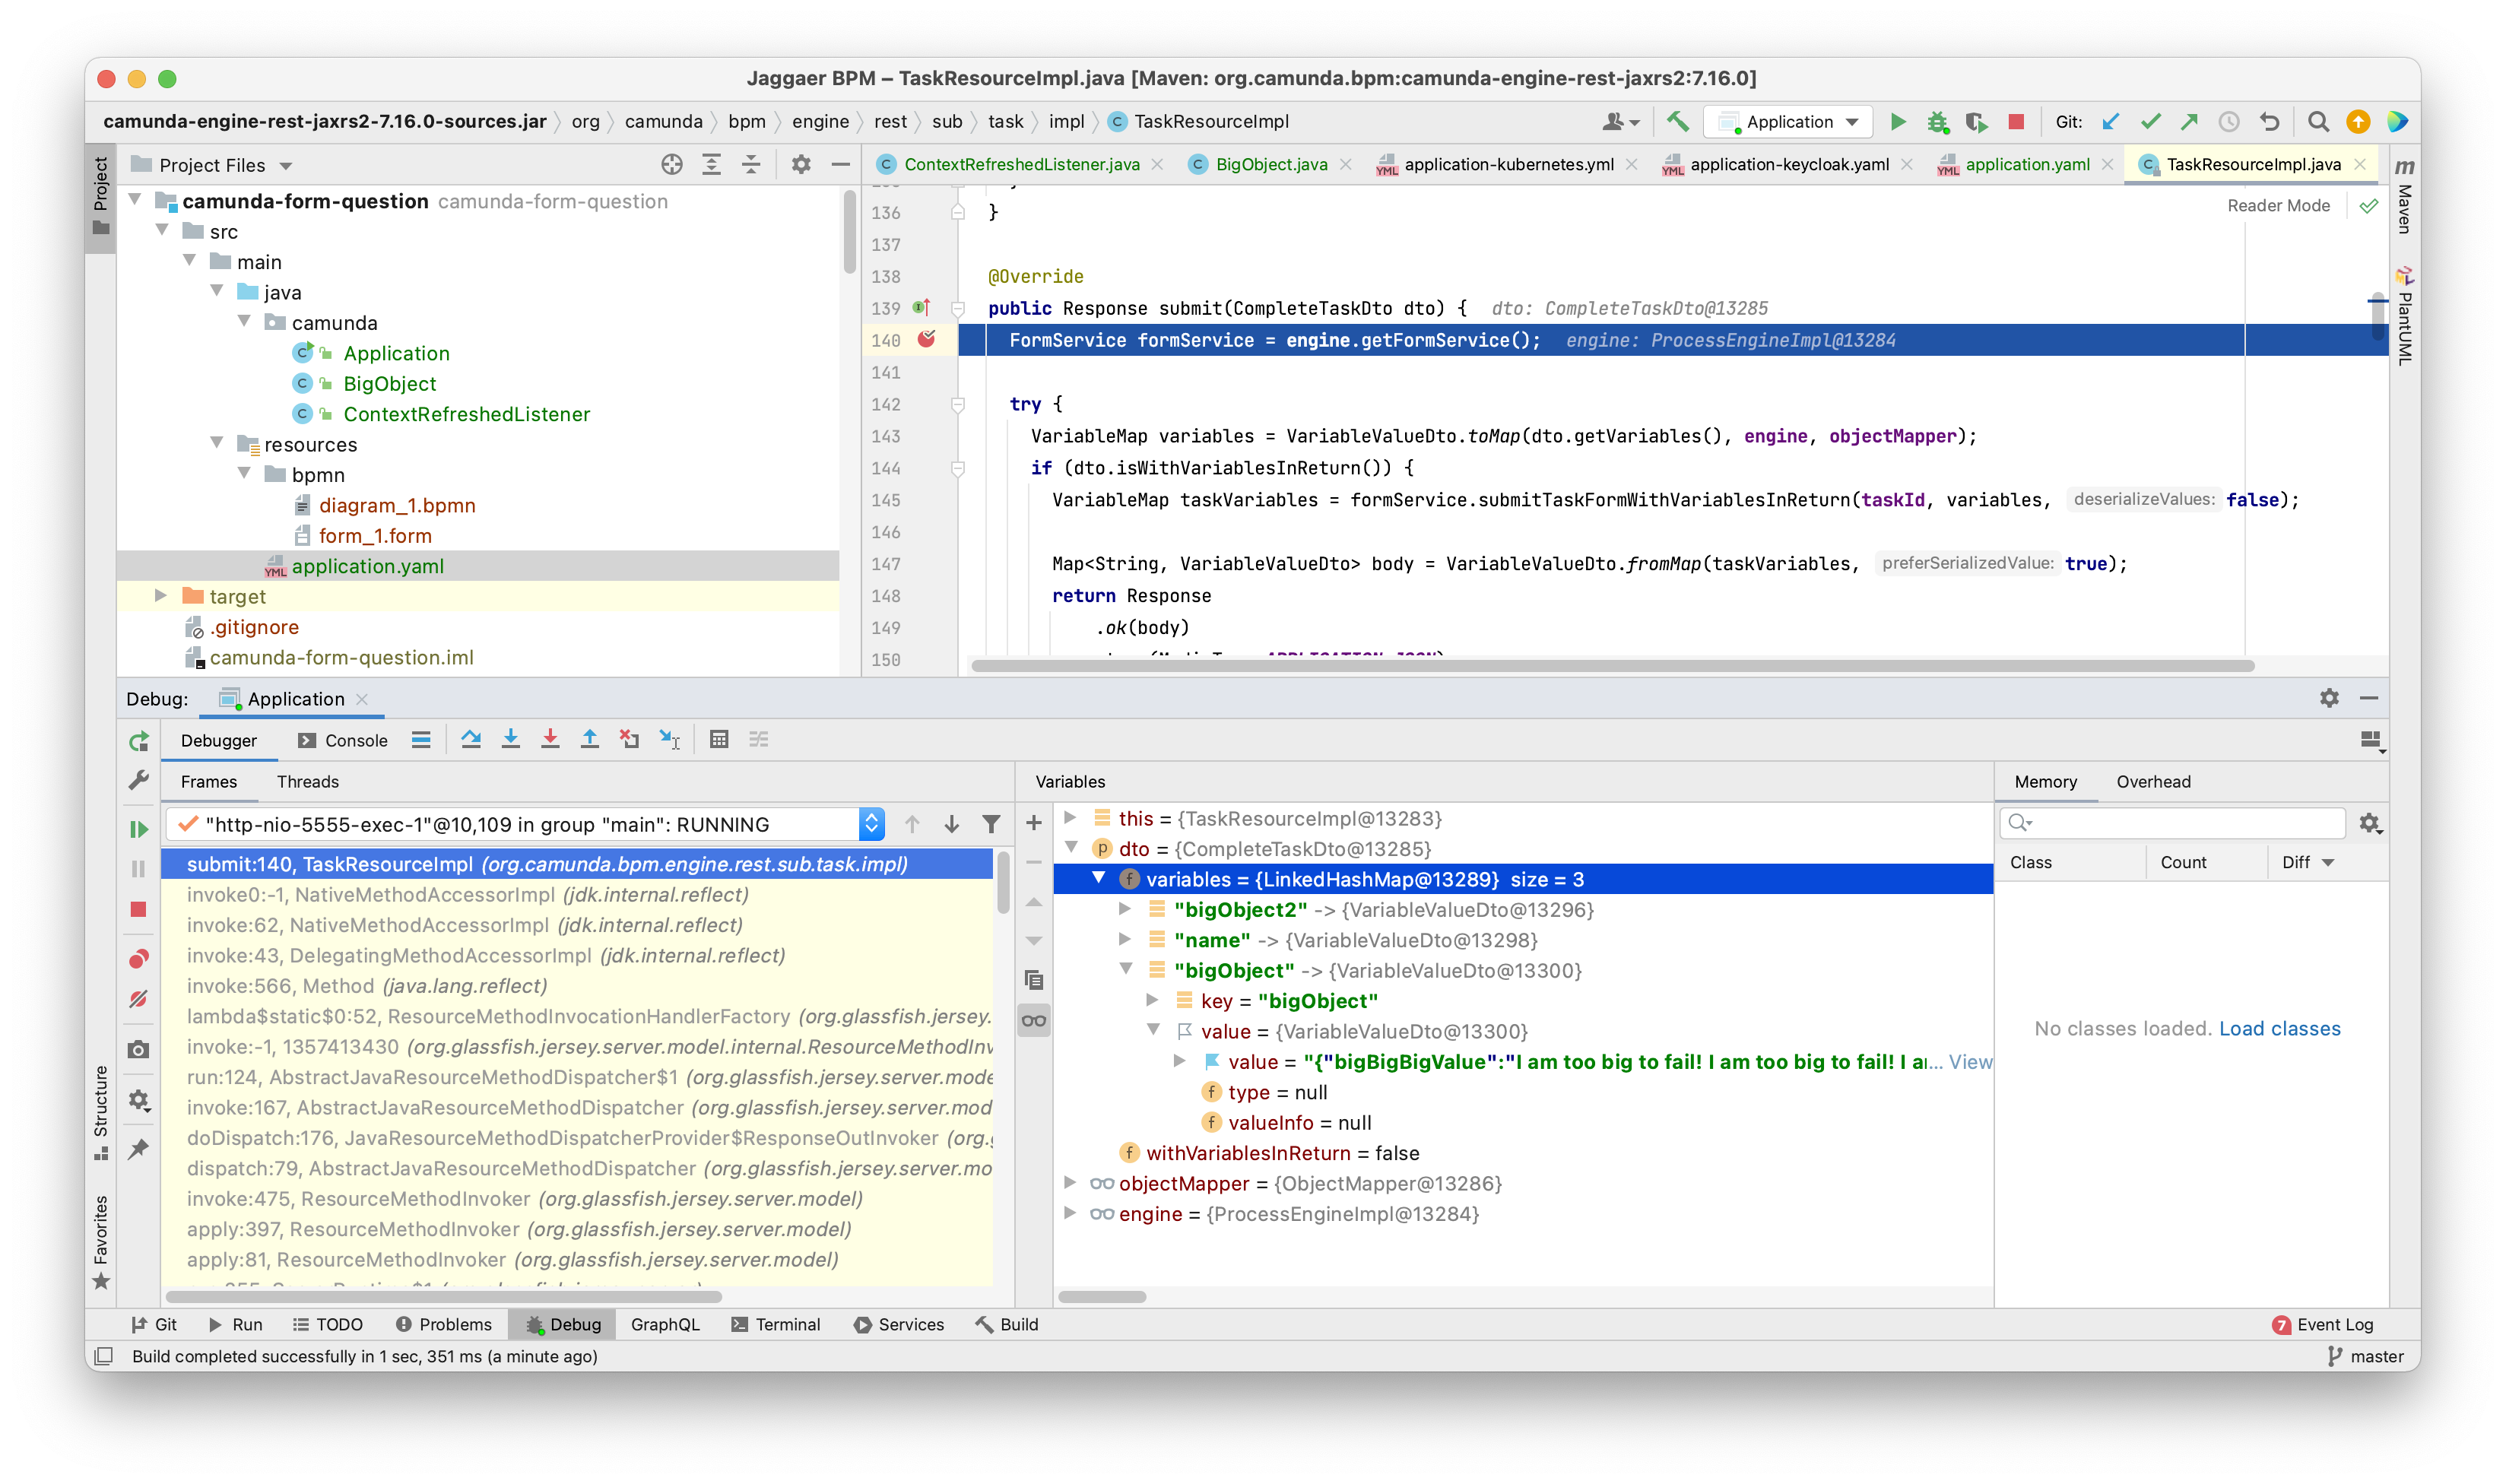 Jaggaer BPM – TaskResourceImpl.java [Maven: org.camunda.bpm:camunda-engine-rest-jaxrs2:7.16.0]
camunda-engine-rest-jaxrs2-7.16.0-sources.jar org camunda bpm engine rest sub task impl TaskResourceImpl Application Git:
Project Files
ContextRefreshedListener.java BigObject.java application-kubernetes.yml application-keycloak.yaml application.yaml TaskResourceImpl.java
Reader Mode
Project
Structure
Favorites
Maven
PlantUML
camunda-form-question camunda-form-question
src
main
java
camunda
Application
BigObject
ContextRefreshedListener
resources
bpmn
diagram_1.bpmn
form_1.form
application.yaml
target
.gitignore
camunda-form-question.iml
136 }
137
138 @Override
139 public Response submit(CompleteTaskDto dto) { dto: CompleteTaskDto@13285
140 FormService formService = engine.getFormService(); engine: ProcessEngineImpl@13284
141
142 try {
143 VariableMap variables = VariableValueDto.toMap(dto.getVariables(), engine, objectMapper);
144 if (dto.isWithVariablesInReturn()) {
145 VariableMap taskVariables = formService.submitTaskFormWithVariablesInReturn(taskId, variables, deserializeValues: false);
146
147 Map<String, VariableValueDto> body = VariableValueDto.fromMap(taskVariables, preferSerializedValue: true);
148 return Response
149 .ok(body)
150
Debug: Application
Debugger Console
Frames Threads
"http-nio-5555-exec-1"@10,109 in group "main": RUNNING
submit:140, TaskResourceImpl (org.camunda.bpm.engine.rest.sub.task.impl)
invoke0:-1, NativeMethodAccessorImpl (jdk.internal.reflect)
invoke:62, NativeMethodAccessorImpl (jdk.internal.reflect)
invoke:43, DelegatingMethodAccessorImpl (jdk.internal.reflect)
invoke:566, Method (java.lang.reflect)
lambda$static$0:52, ResourceMethodInvocationHandlerFactory (org.glassfish.jersey.
invoke:-1, 1357413430 (org.glassfish.jersey.server.model.internal.ResourceMethodInv
run:124, AbstractJavaResourceMethodDispatcher$1 (org.glassfish.jersey.server.mode
invoke:167, AbstractJavaResourceMethodDispatcher (org.glassfish.jersey.server.mod
doDispatch:176, JavaResourceMethodDispatcherProvider$ResponseOutInvoker (org.g
dispatch:79, AbstractJavaResourceMethodDispatcher (org.glassfish.jersey.server.mo
invoke:475, ResourceMethodInvoker (org.glassfish.jersey.server.model)
apply:397, ResourceMethodInvoker (org.glassfish.jersey.server.model)
apply:81, ResourceMethodInvoker (org.glassfish.jersey.server.model)
Variables
this = {TaskResourceImpl@13283}
dto = {CompleteTaskDto@13285}
variables = {LinkedHashMap@13289} size = 3
"bigObject2" -> {VariableValueDto@13296}
"name" -> {VariableValueDto@13298}
"bigObject" -> {VariableValueDto@13300}
key = "bigObject"
value = {VariableValueDto@13300}
value = "{"bigBigBigValue":"I am too big to fail! I am too big to fail! I a... View
type = null
valueInfo = null
withVariablesInReturn = false
objectMapper = {ObjectMapper@13286}
engine = {ProcessEngineImpl@13284}
Memory Overhead
Class Count Diff
No classes loaded. Load classes
Git Run TODO Problems Debug GraphQL Terminal Services Build 7 Event Log
Build completed successfully in 1 sec, 351 ms (a minute ago) master